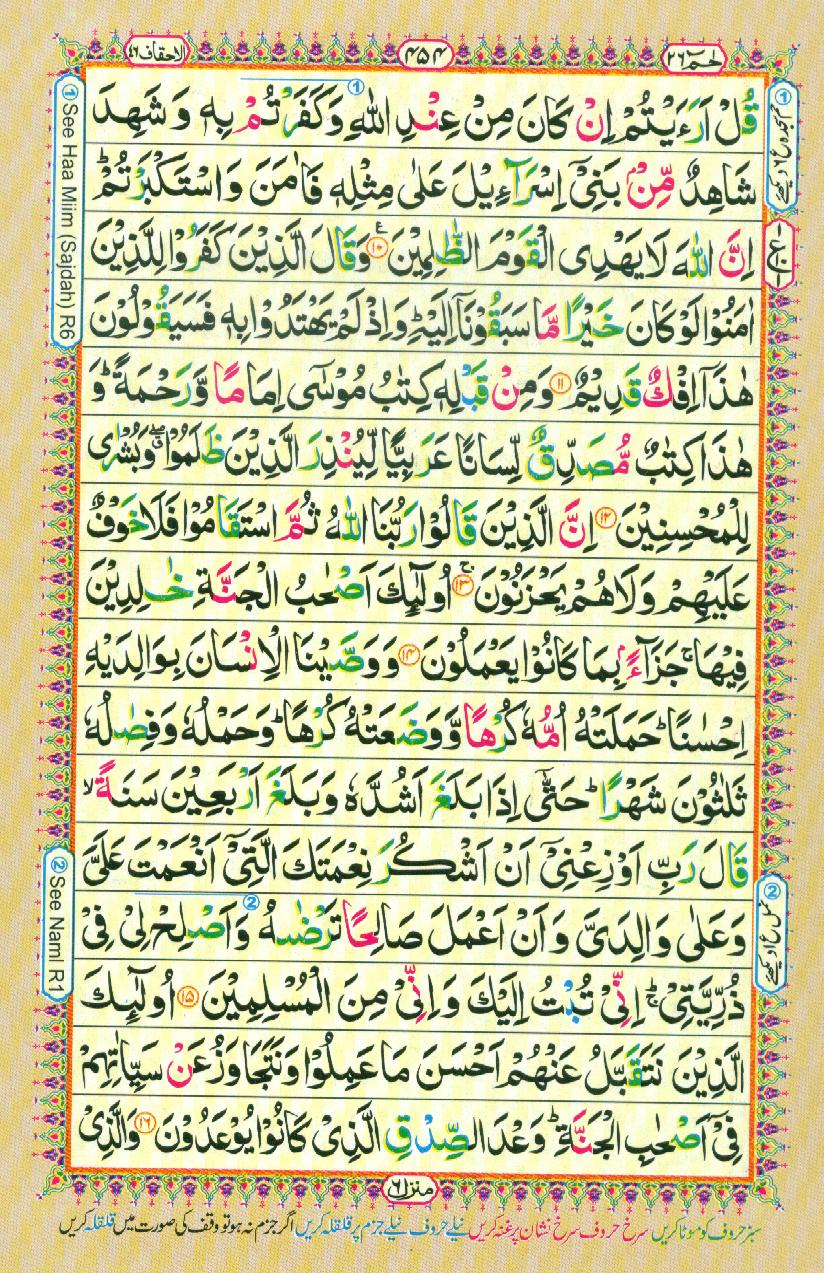 الاحقاف ٤٦
٤٥٤
حٰمٓ ٢٦
قُلْ اَرَءَيْتُمْ اِنْ كَانَ مِنْ عِنْدِ اللّٰهِ وَكَفَرْتُمْ بِهٖ وَ شَهِدَ
شَاهِدٌ مِّنْۢ بَنِيْٓ اِسْرَآءِيْلَ عَلٰى مِثْلِهٖ فَاٰمَنَ وَ اسْتَكْبَرْتُمْ ؕ
اِنَّ اللّٰهَ لَا يَهْدِى الْقَوْمَ الظّٰلِمِيْنَ ۟ ١٠ وَقَالَ الَّذِيْنَ كَفَرُوْا لِلَّذِيْنَ
اٰمَنُوْا لَوْ كَانَ خَيْرًا مَّا سَبَقُوْنَاۤ اِلَيْهِ ؕ وَاِذْ لَمْ يَهْتَدُوْا بِهٖ فَسَيَقُوْلُوْنَ
هٰذَاۤ اِفْكٌ قَدِيْمٌ ١١ وَمِنْ قَبْلِهٖ كِتٰبُ مُوْسٰٓى اِمَامًا وَّرَحْمَةً ؕ وَ
هٰذَا كِتٰبٌ مُّصَدِّقٌ لِّسَانًا عَرَبِيًّا لِّيُنْذِرَ الَّذِيْنَ ظَلَمُوْا ۖ وَبُشْرٰى
لِلْمُحْسِنِيْنَ ١٢ اِنَّ الَّذِيْنَ قَالُوْا رَبُّنَا اللّٰهُ ثُمَّ اسْتَقَامُوْا فَلَا خَوْفٌ
عَلَيْهِمْ وَلَا هُمْ يَحْزَنُوْنَ ١٣ اُولٰٓئِكَ اَصْحٰبُ الْجَنَّةِ خٰلِدِيْنَ
فِيْهَا ۚ جَزَآءًۢ بِمَا كَانُوْا يَعْمَلُوْنَ ١٤ وَوَصَّيْنَا الْاِنْسَانَ بِوَالِدَيْهِ
اِحْسٰنًا ؕ حَمَلَتْهُ اُمُّهٗ كُرْهًا وَّوَضَعَتْهُ كُرْهًا ؕ وَحَمْلُهٗ وَفِصٰلُهٗ
ثَلٰثُوْنَ شَهْرًا ؕ حَتّٰٓى اِذَا بَلَغَ اَشُدَّهٗ وَبَلَغَ اَرْبَعِيْنَ سَنَةً ۙ
قَالَ رَبِّ اَوْزِعْنِيْٓ اَنْ اَشْكُرَ نِعْمَتَكَ الَّتِيْٓ اَنْعَمْتَ عَلَيَّ
وَعَلٰى وَالِدَيَّ وَ اَنْ اَعْمَلَ صَالِحًا تَرْضٰىهُ وَاَصْلِحْ لِيْ فِيْ
ذُرِّيَّتِيْ ۚؕ اِنِّيْ تُبْتُ اِلَيْكَ وَاِنِّيْ مِنَ الْمُسْلِمِيْنَ ١٥ اُولٰٓئِكَ
الَّذِيْنَ نَتَقَبَّلُ عَنْهُمْ اَحْسَنَ مَا عَمِلُوْا وَنَتَجَاوَزُ عَنْ سَيِّاٰتِهِمْ
فِيْٓ اَصْحٰبِ الْجَنَّةِ ؕ وَعْدَ الصِّدْقِ الَّذِيْ كَانُوْا يُوْعَدُوْنَ ١٦ وَالَّذِيْ
① See Haa Miim (Sajdah) R6
② See Naml R1
منزل ٦
سبز حروف کو موٹا کریں سرخ حروف سرخ نشان پر غنہ کریں نیلے حروف نیلے جزم پر قلقلہ کریں اگر جزم نہ ہو تو وقف کی صورت میں قلقلہ کریں